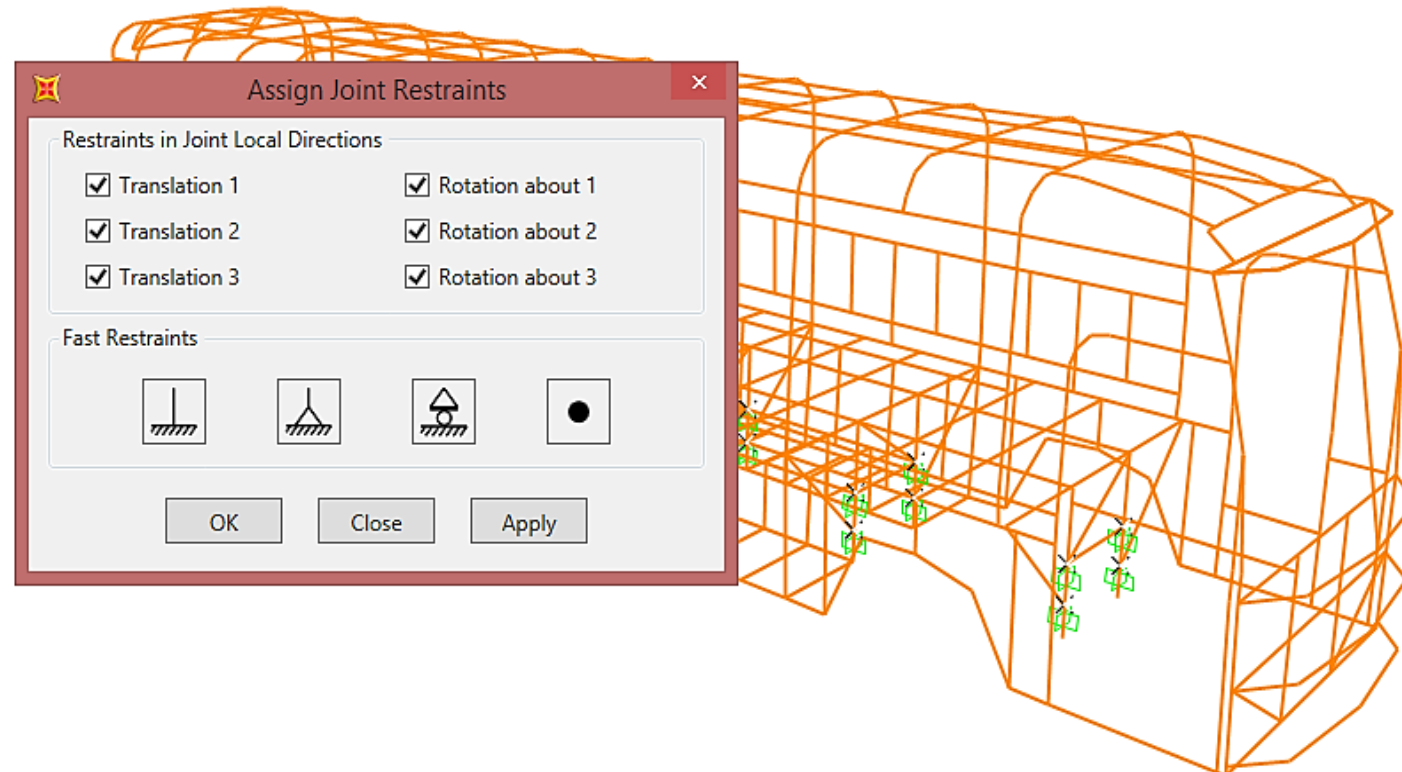 Assign Joint Restraints
Restraints in Joint Local Directions
Translation 1 Rotation about 1
Translation 2 Rotation about 2
Translation 3 Rotation about 3
Fast Restraints
OK Close Apply